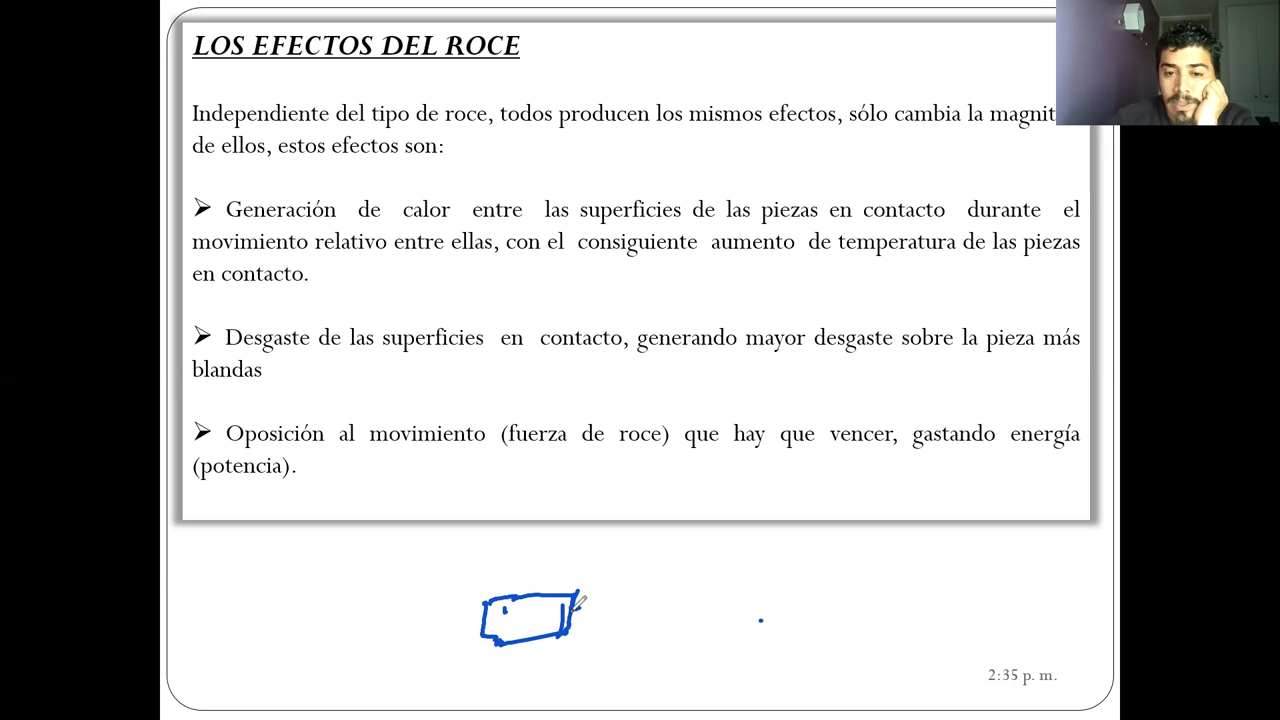 LOS EFECTOS DEL ROCE
Independiente del tipo de roce, todos producen los mismos efectos, sólo cambia la
de ellos, estos efectos son:
➢ Generación de calor entre las superficies de las piezas en contacto durante el
movimiento relativo entre ellas, con el consiguiente aumento de temperatura de las piezas
en contacto.
➢ Desgaste de las superficies en contacto, generando mayor desgaste sobre la pieza más
blandas
➢ Oposición al movimiento (fuerza de roce) que hay que vencer, gastando energía
(potencia).
2:35 p. m.